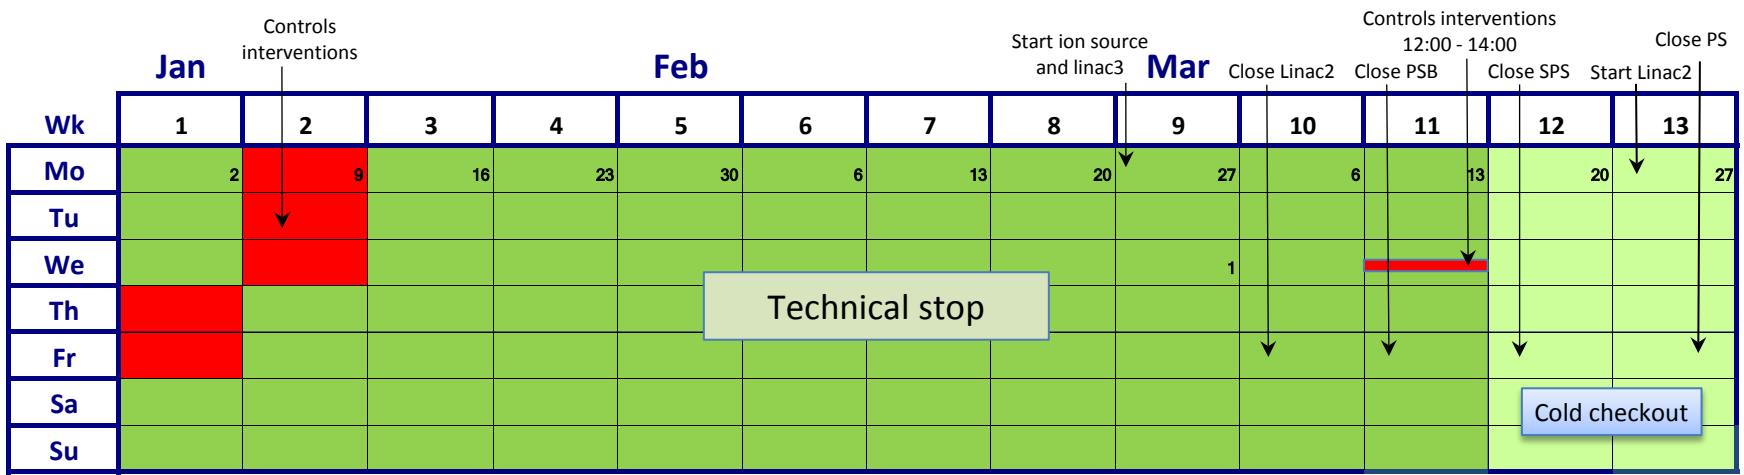 Controls
interventions
Start ion source
and linac3
Controls interventions
12:00 - 14:00
Close PS
Jan
Feb
Mar
Close Linac2
Close PSB
Close SPS
Start Linac2
Wk 1 2 3 4 5 6 7 8 9 10 11 12 13
Mo 2 9 16 23 30 6 13 20 27 6 13 20 27
Tu
We 1
Th
Technical stop
Fr
Sa
Cold checkout
Su